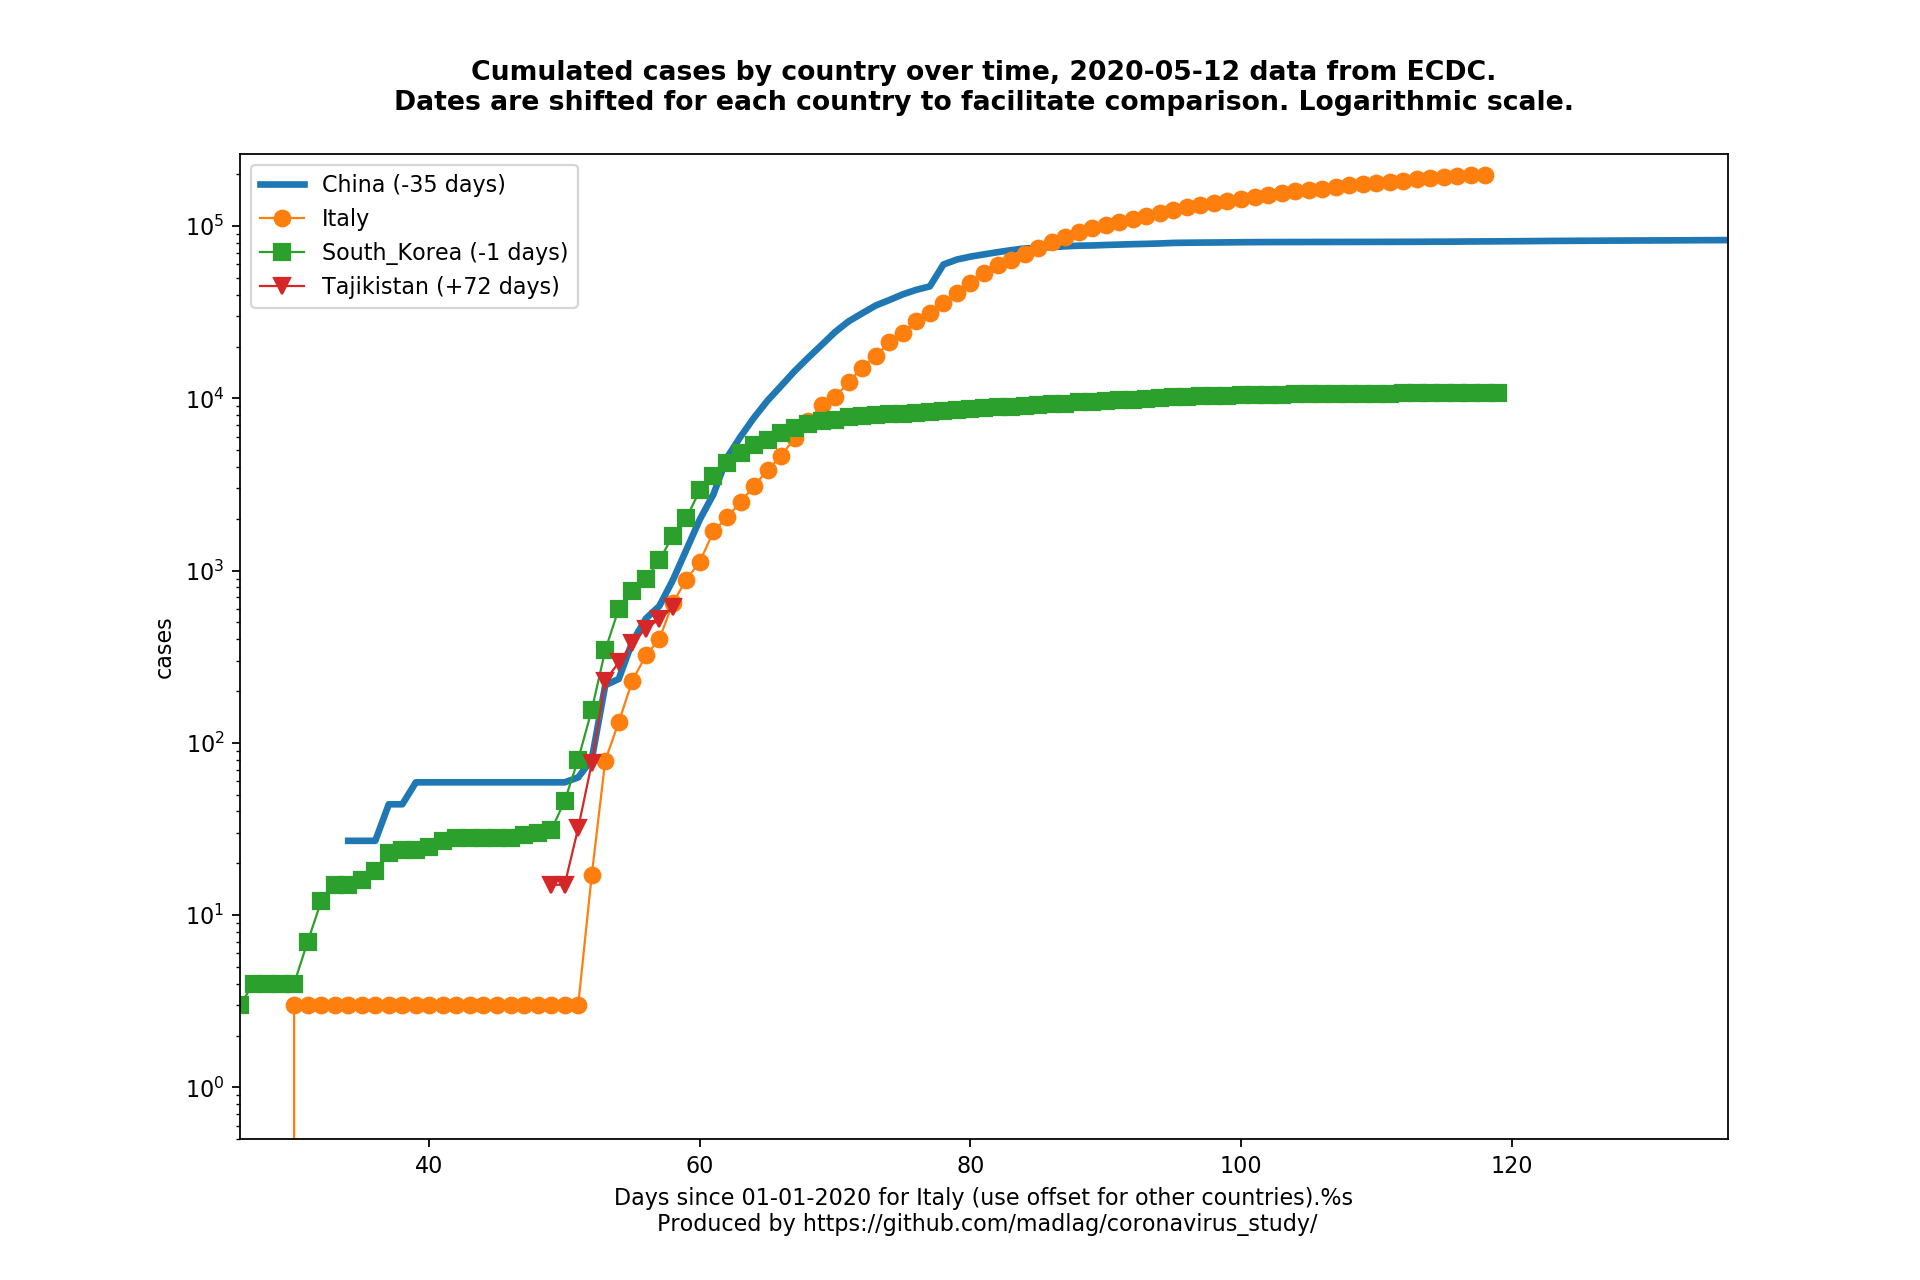 Cumulated cases by country over time, 2020-05-12 data from ECDC.
Dates are shifted for each country to facilitate comparison. Logarithmic scale.
China (-35 days)
Italy
South_Korea (-1 days)
Tajikistan (+72 days)
10^5
10^4
10^3
10^2
10^1
10^0
cases
40 60 80 100 120
Days since 01-01-2020 for Italy (use offset for other countries).%s
Produced by https://github.com/madlag/coronavirus_study/